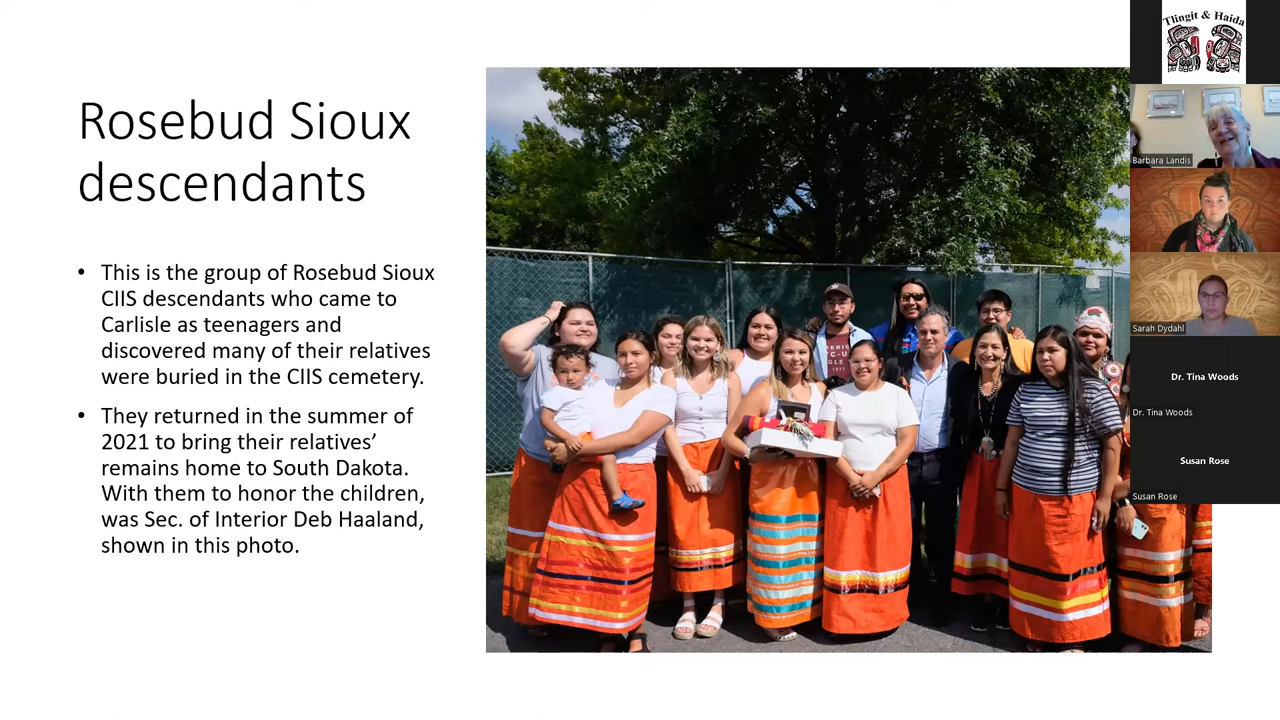 Rosebud Sioux
descendants
• This is the group of Rosebud Sioux
CIIS descendants who came to
Carlisle as teenagers and
discovered many of their relatives
were buried in the CIIS cemetery.
• They returned in the summer of
2021 to bring their relatives’
remains home to South Dakota.
With them to honor the children,
was Sec. of Interior Deb Haaland,
shown in this photo.
Tlingit & Haida
Barbara Landis
Sarah Dydahl
Dr. Tina Woods
Dr. Tina Woods
Susan Rose
Susan Rose